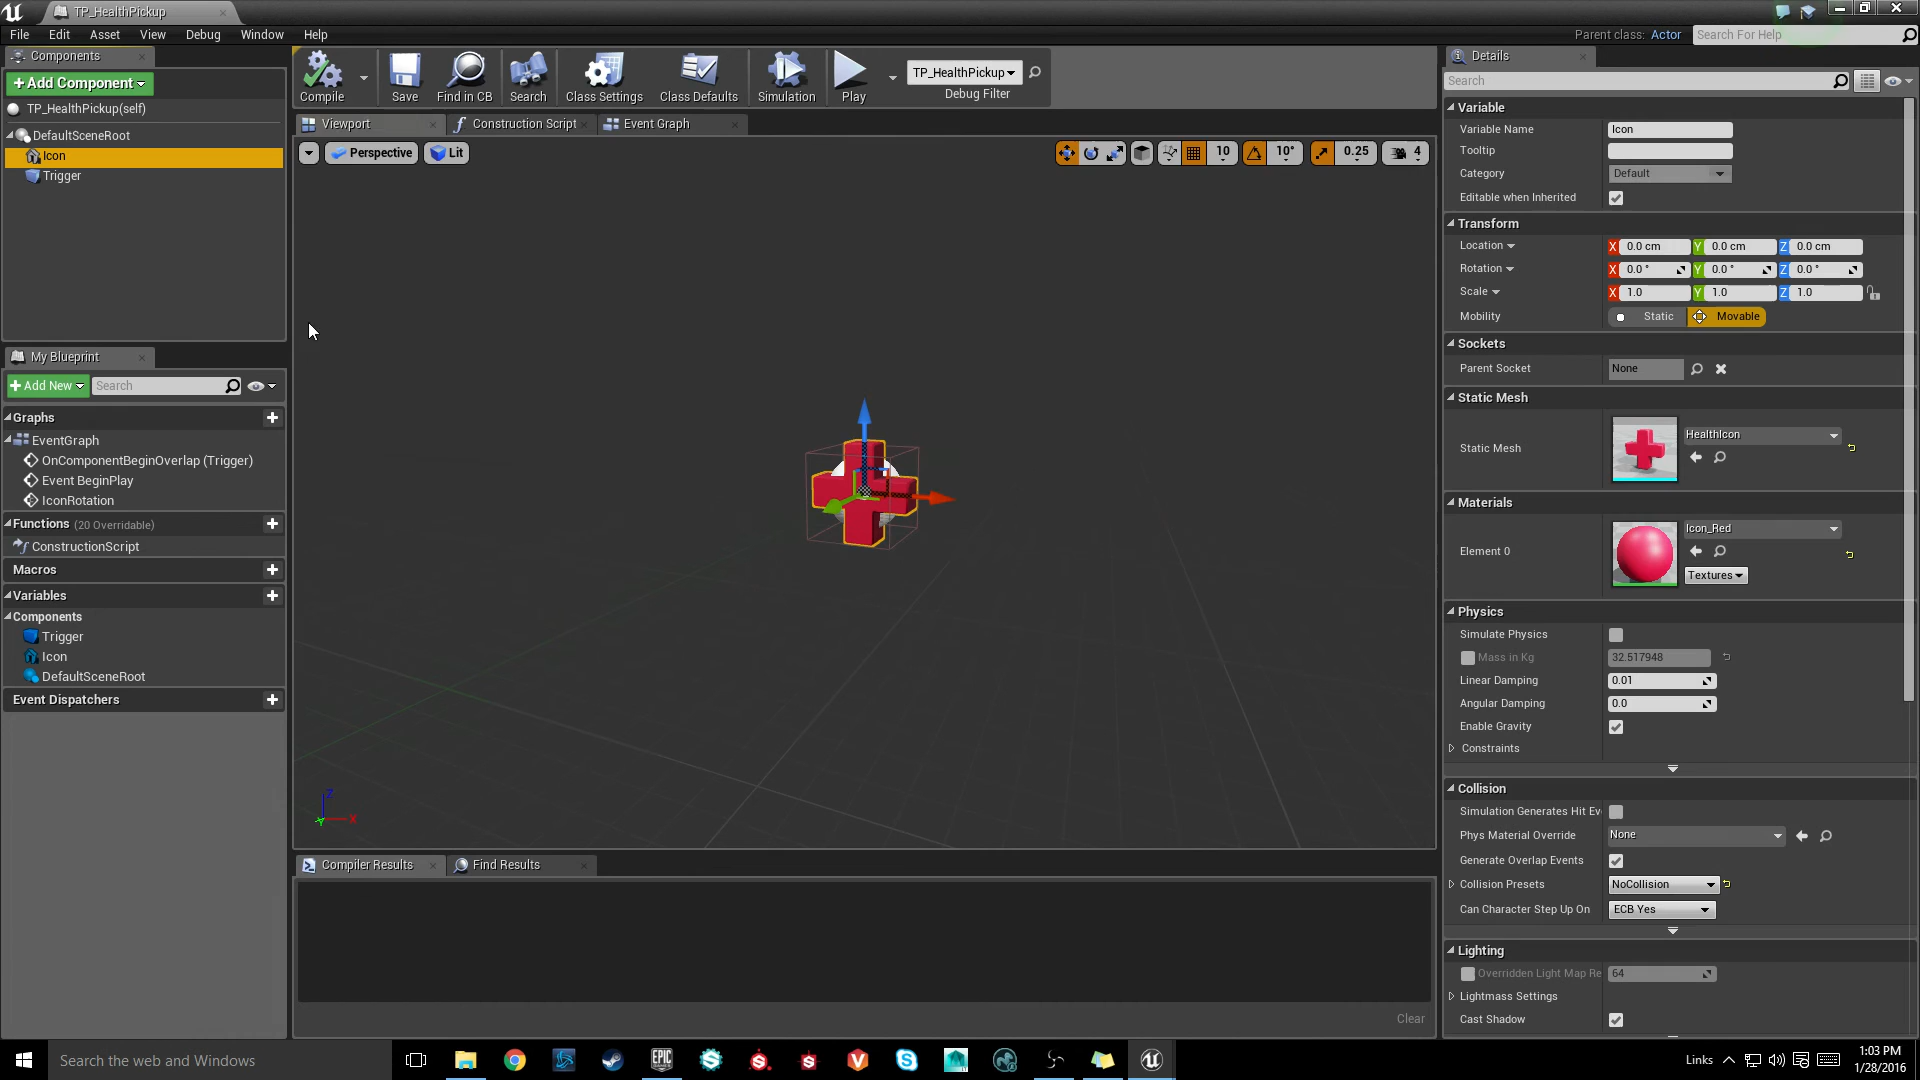 TP_HealthPickup
File Edit Asset View Debug Window Help
Parent class: Actor
Search For Help
Components
+Add Component
TP_HealthPickup(self)
DefaultSceneRoot
Icon
Trigger
My Blueprint
+Add New
Search
Graphs
EventGraph
OnComponentBeginOverlap (Trigger)
Event BeginPlay
IconRotation
Functions (20 Overridable)
ConstructionScript
Macros
Variables
Components
Trigger
Icon
DefaultSceneRoot
Event Dispatchers
Compile Save Find in CB Search Class Settings Class Defaults Simulation Play
TP_HealthPickup
Debug Filter
Viewport Construction Script Event Graph
Perspective Lit
10 10° 0.25 4
Z
X
Y
Compiler Results Find Results
Clear
Details
Search
Variable
Variable Name Icon
Tooltip
Category Default
Editable when Inherited
Transform
Location X 0.0 cm Y 0.0 cm Z 0.0 cm
Rotation X 0.0 ° Y 0.0 ° Z 0.0 °
Scale X 1.0 Y 1.0 Z 1.0
Mobility Static Movable
Sockets
Parent Socket None
Static Mesh
Static Mesh HealthIcon
Materials
Element 0 Icon_Red
Textures
Physics
Simulate Physics
Mass in Kg 32.517948
Linear Damping 0.01
Angular Damping 0.0
Enable Gravity
Constraints
Collision
Simulation Generates Hit Ev
Phys Material Override None
Generate Overlap Events
Collision Presets NoCollision
Can Character Step Up On ECB Yes
Lighting
Overridden Light Map Re 64
Lightmass Settings
Cast Shadow
Search the web and Windows
EPIC GAMES
Links
1:03 PM
1/28/2016